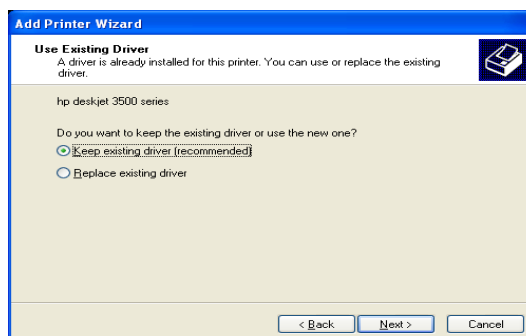 Add Printer Wizard
Use Existing Driver
A driver is already installed for this printer. You can use or replace the existing
driver.
hp deskjet 3500 series
Do you want to keep the existing driver or use the new one?
Keep existing driver (recommended)
Replace existing driver
< Back Next > Cancel